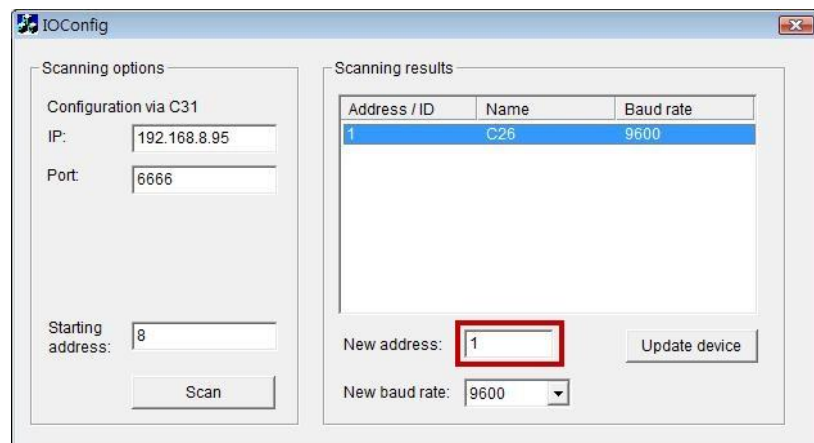 IOConfig
Scanning options
Configuration via C31
IP: 192.168.8.95
Port: 6666
Starting address: 8
Scan
Scanning results
Address / ID Name Baud rate
1 C26 9600
New address: 1
Update device
New baud rate: 9600